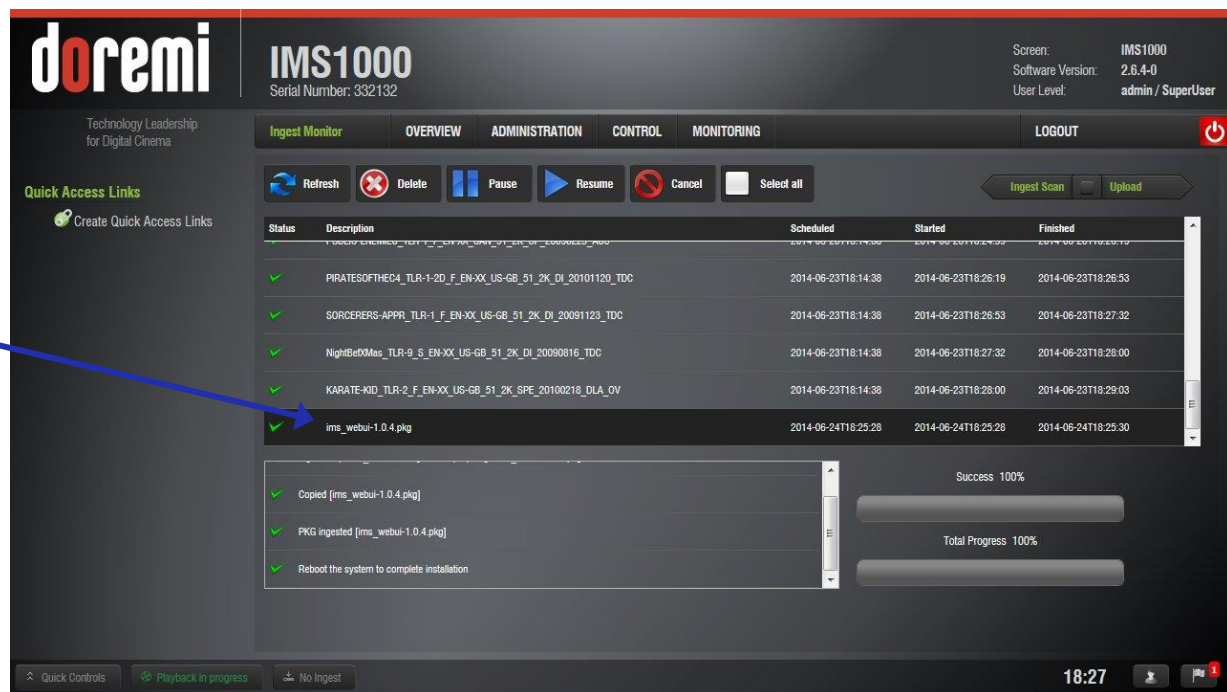 doremi
Technology Leadership
for Digital Cinema
IMS1000
Serial Number: 332132
Screen: IMS1000
Software Version: 2.6.4-0
User Level: admin / SuperUser
Ingest Monitor OVERVIEW ADMINISTRATION CONTROL MONITORING LOGOUT
Quick Access Links
Create Quick Access Links
Refresh Delete Pause Resume Cancel Select all Ingest Scan Upload
Status Description Scheduled Started Finished
PIRATESOFTHEC4_TLR-1-2D_F_EN-XX_US-GB_51_2K_DI_20101120_TDC 2014-06-23T18:14:38 2014-06-23T18:26:19 2014-06-23T18:26:53
SORCERERS-APPR_TLR-1_F_EN-XX_US-GB_51_2K_DI_20091123_TDC 2014-06-23T18:14:38 2014-06-23T18:26:53 2014-06-23T18:27:32
NightBefXMas_TLR-9_S_EN-XX_US-GB_51_2K_DI_20090816_TDC 2014-06-23T18:14:38 2014-06-23T18:27:32 2014-06-23T18:28:00
KARATE-KID_TLR-2_F_EN-XX_US-GB_51_2K_SPE_20100218_DLA_OV 2014-06-23T18:14:38 2014-06-23T18:28:00 2014-06-23T18:29:03
ims_webui-1.0.4.pkg 2014-06-24T18:25:28 2014-06-24T18:25:28 2014-06-24T18:25:30
Copied [ims_webui-1.0.4.pkg]
PKG ingested [ims_webui-1.0.4.pkg]
Reboot the system to complete installation
Success 100%
Total Progress 100%
Quick Controls Playback in progress No Ingest 18:27 1